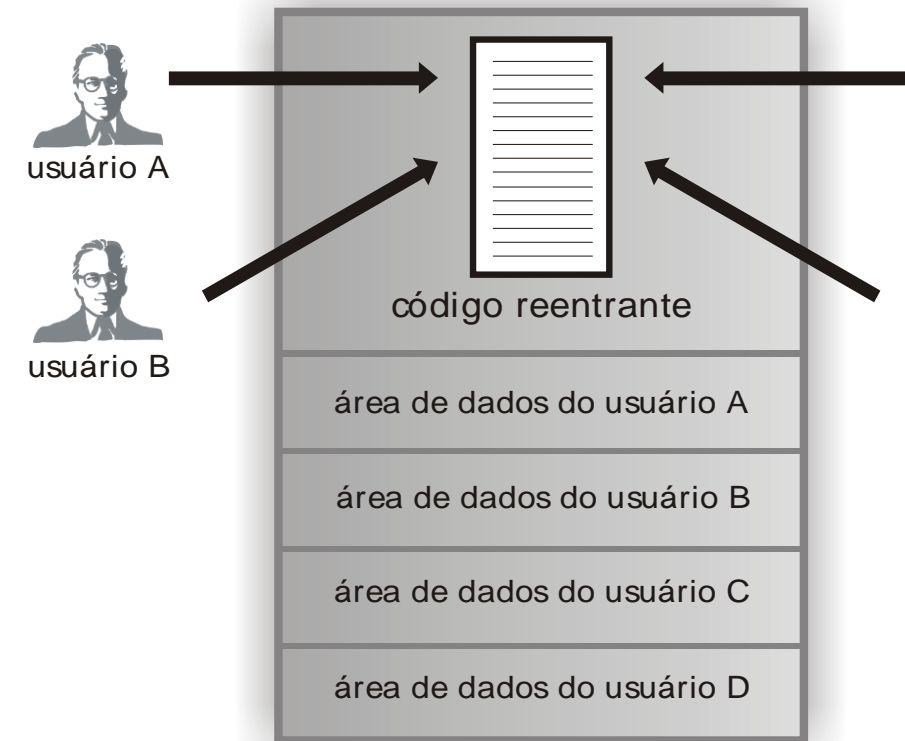 usuário A
usuário B
código reentrante
área de dados do usuário A
área de dados do usuário B
área de dados do usuário C
área de dados do usuário D